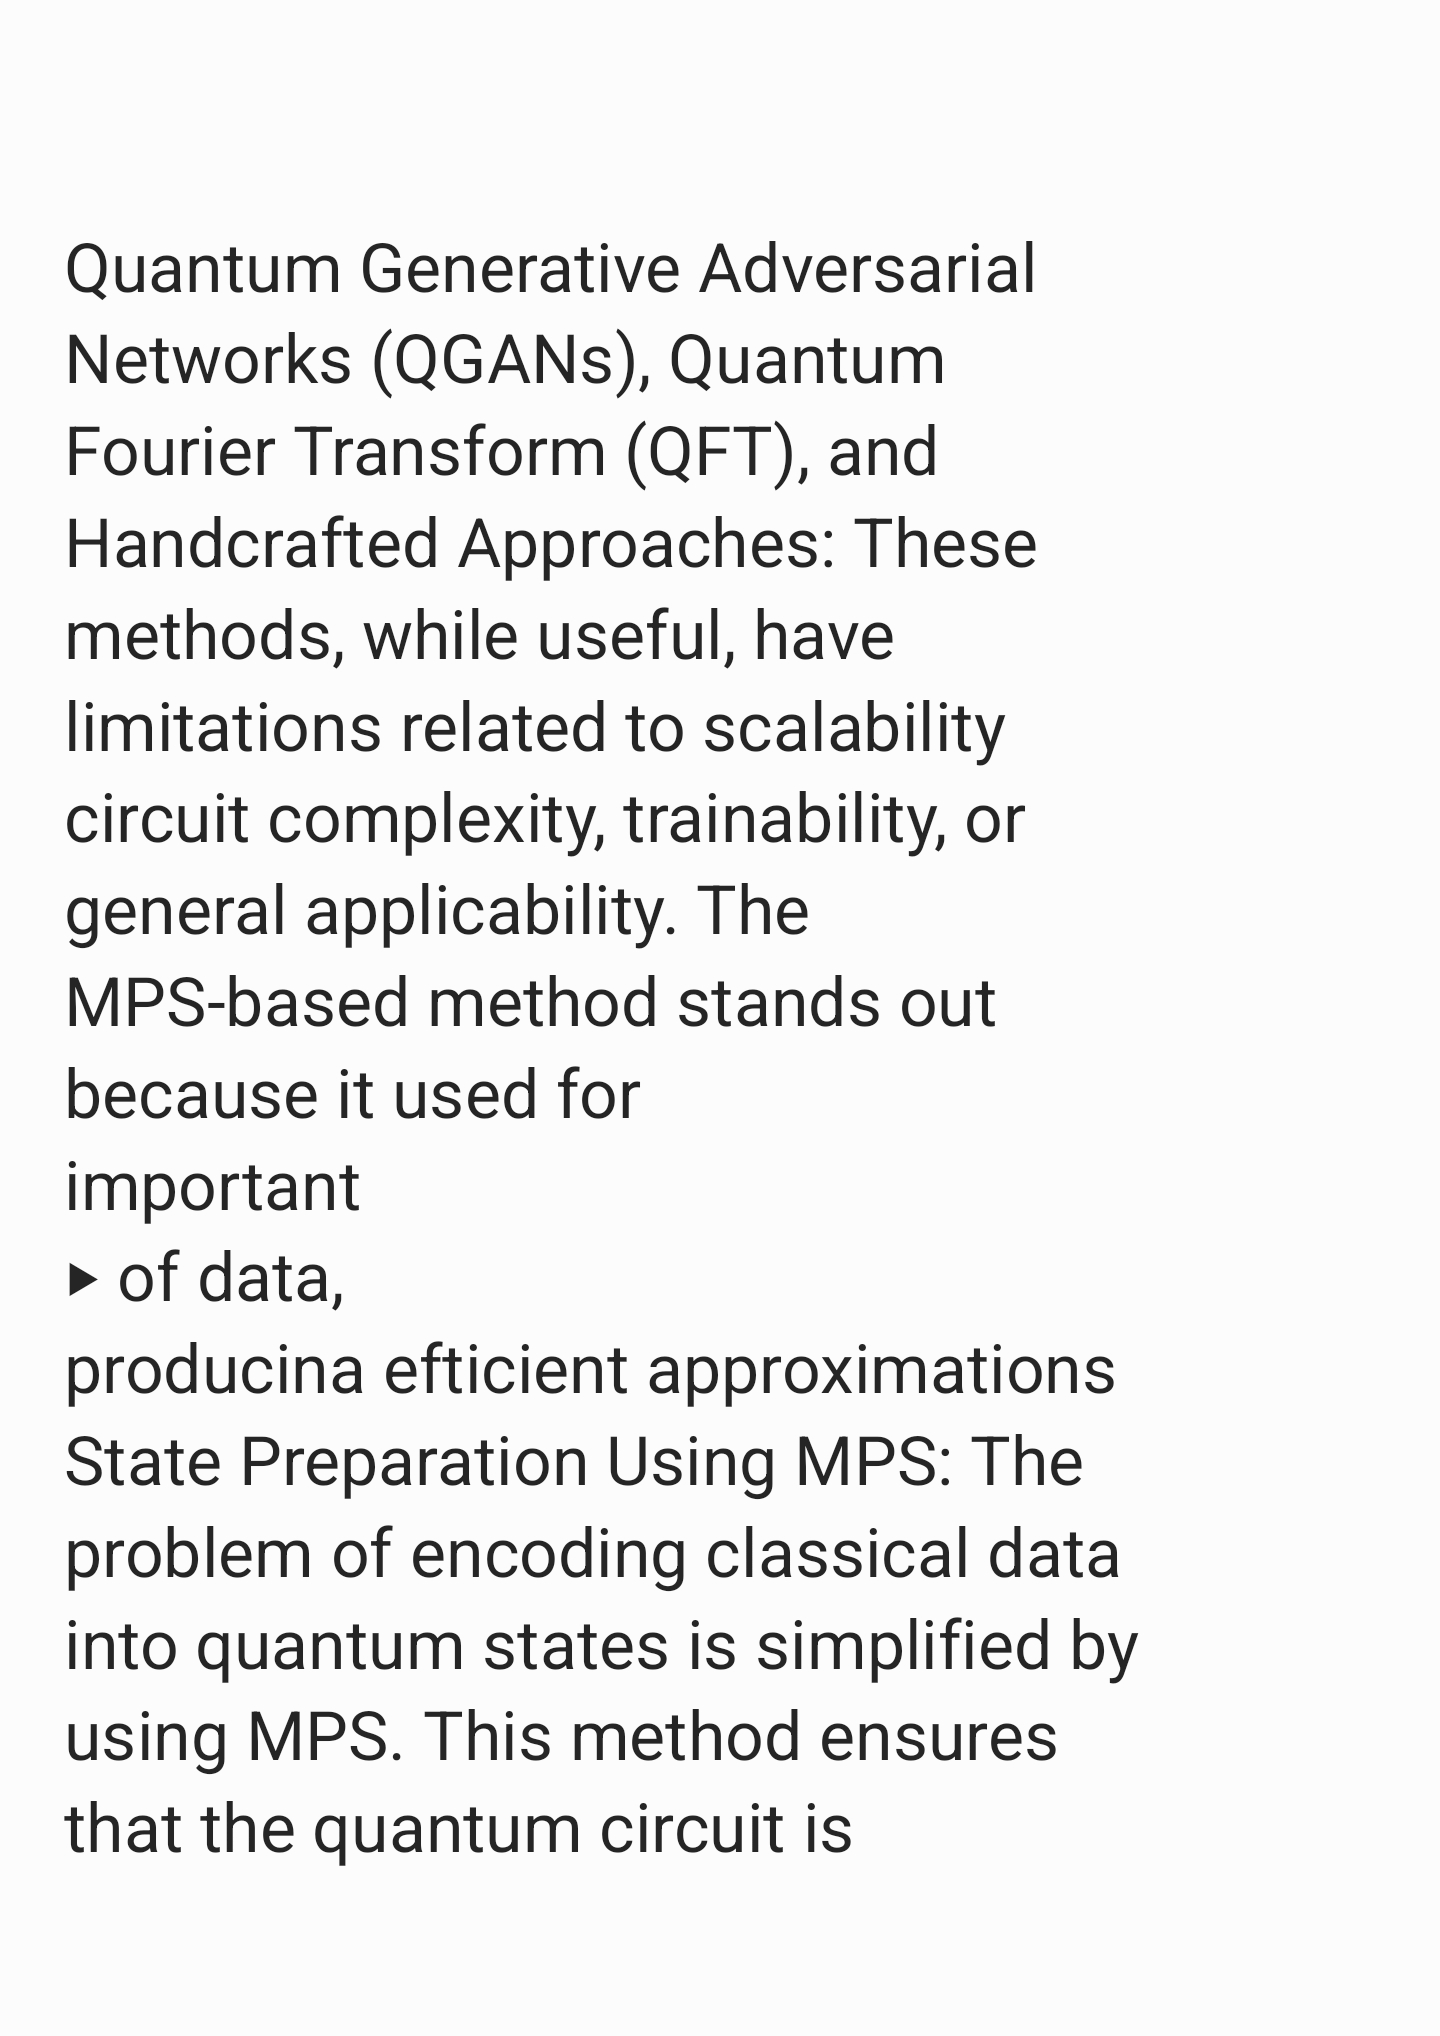 Quantum Generative Adversarial
Networks (QGANs), Quantum
Fourier Transform (QFT), and
Handcrafted Approaches: These
methods, while useful, have
limitations related to scalability
circuit complexity, trainability, or
general applicability. The
MPS-based method stands out
because it used for
important
▶ of data,
producina efticient approximations
State Preparation Using MPS: The
problem of encoding classical data
into quantum states is simplified by
using MPS. This method ensures
that the quantum circuit is